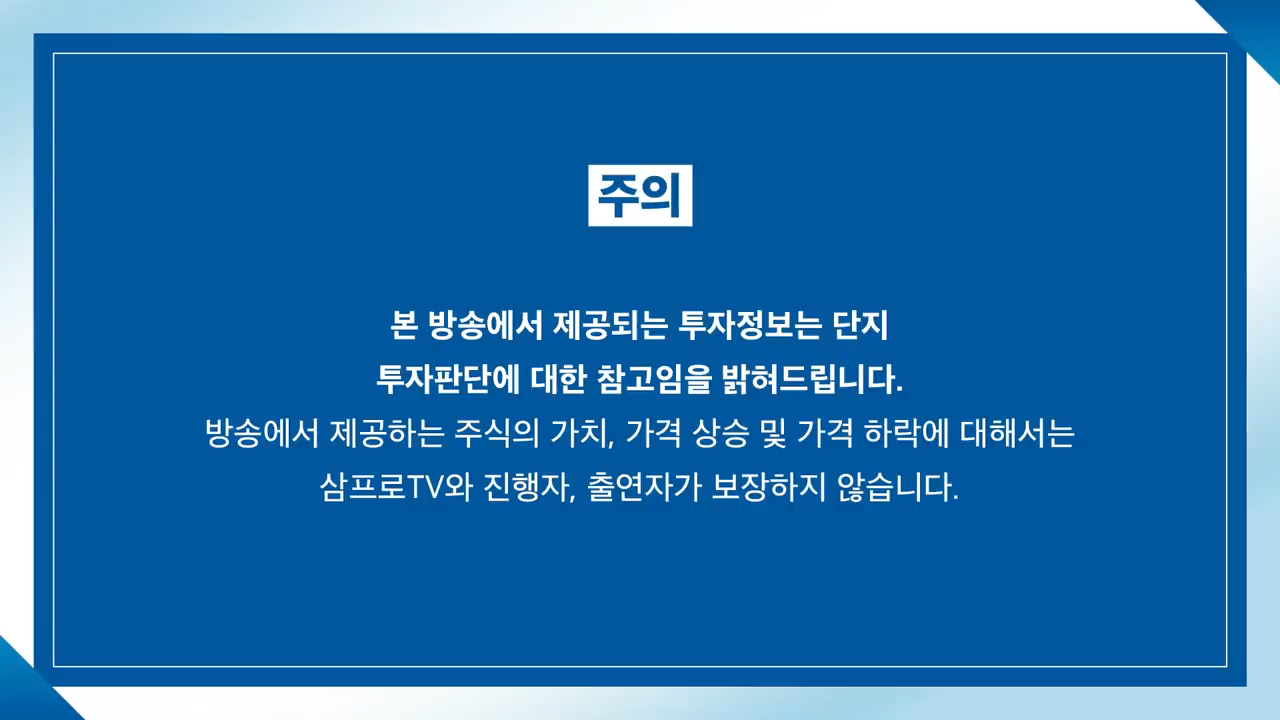 주의
본 방송에서 제공되는 투자정보는 단지
투자판단에 대한 참고임을 밝혀드립니다.
방송에서 제공하는 주식의 가치, 가격 상승 및 가격 하락에 대해서는
삼프로TV와 진행자, 출연자가 보장하지 않습니다.